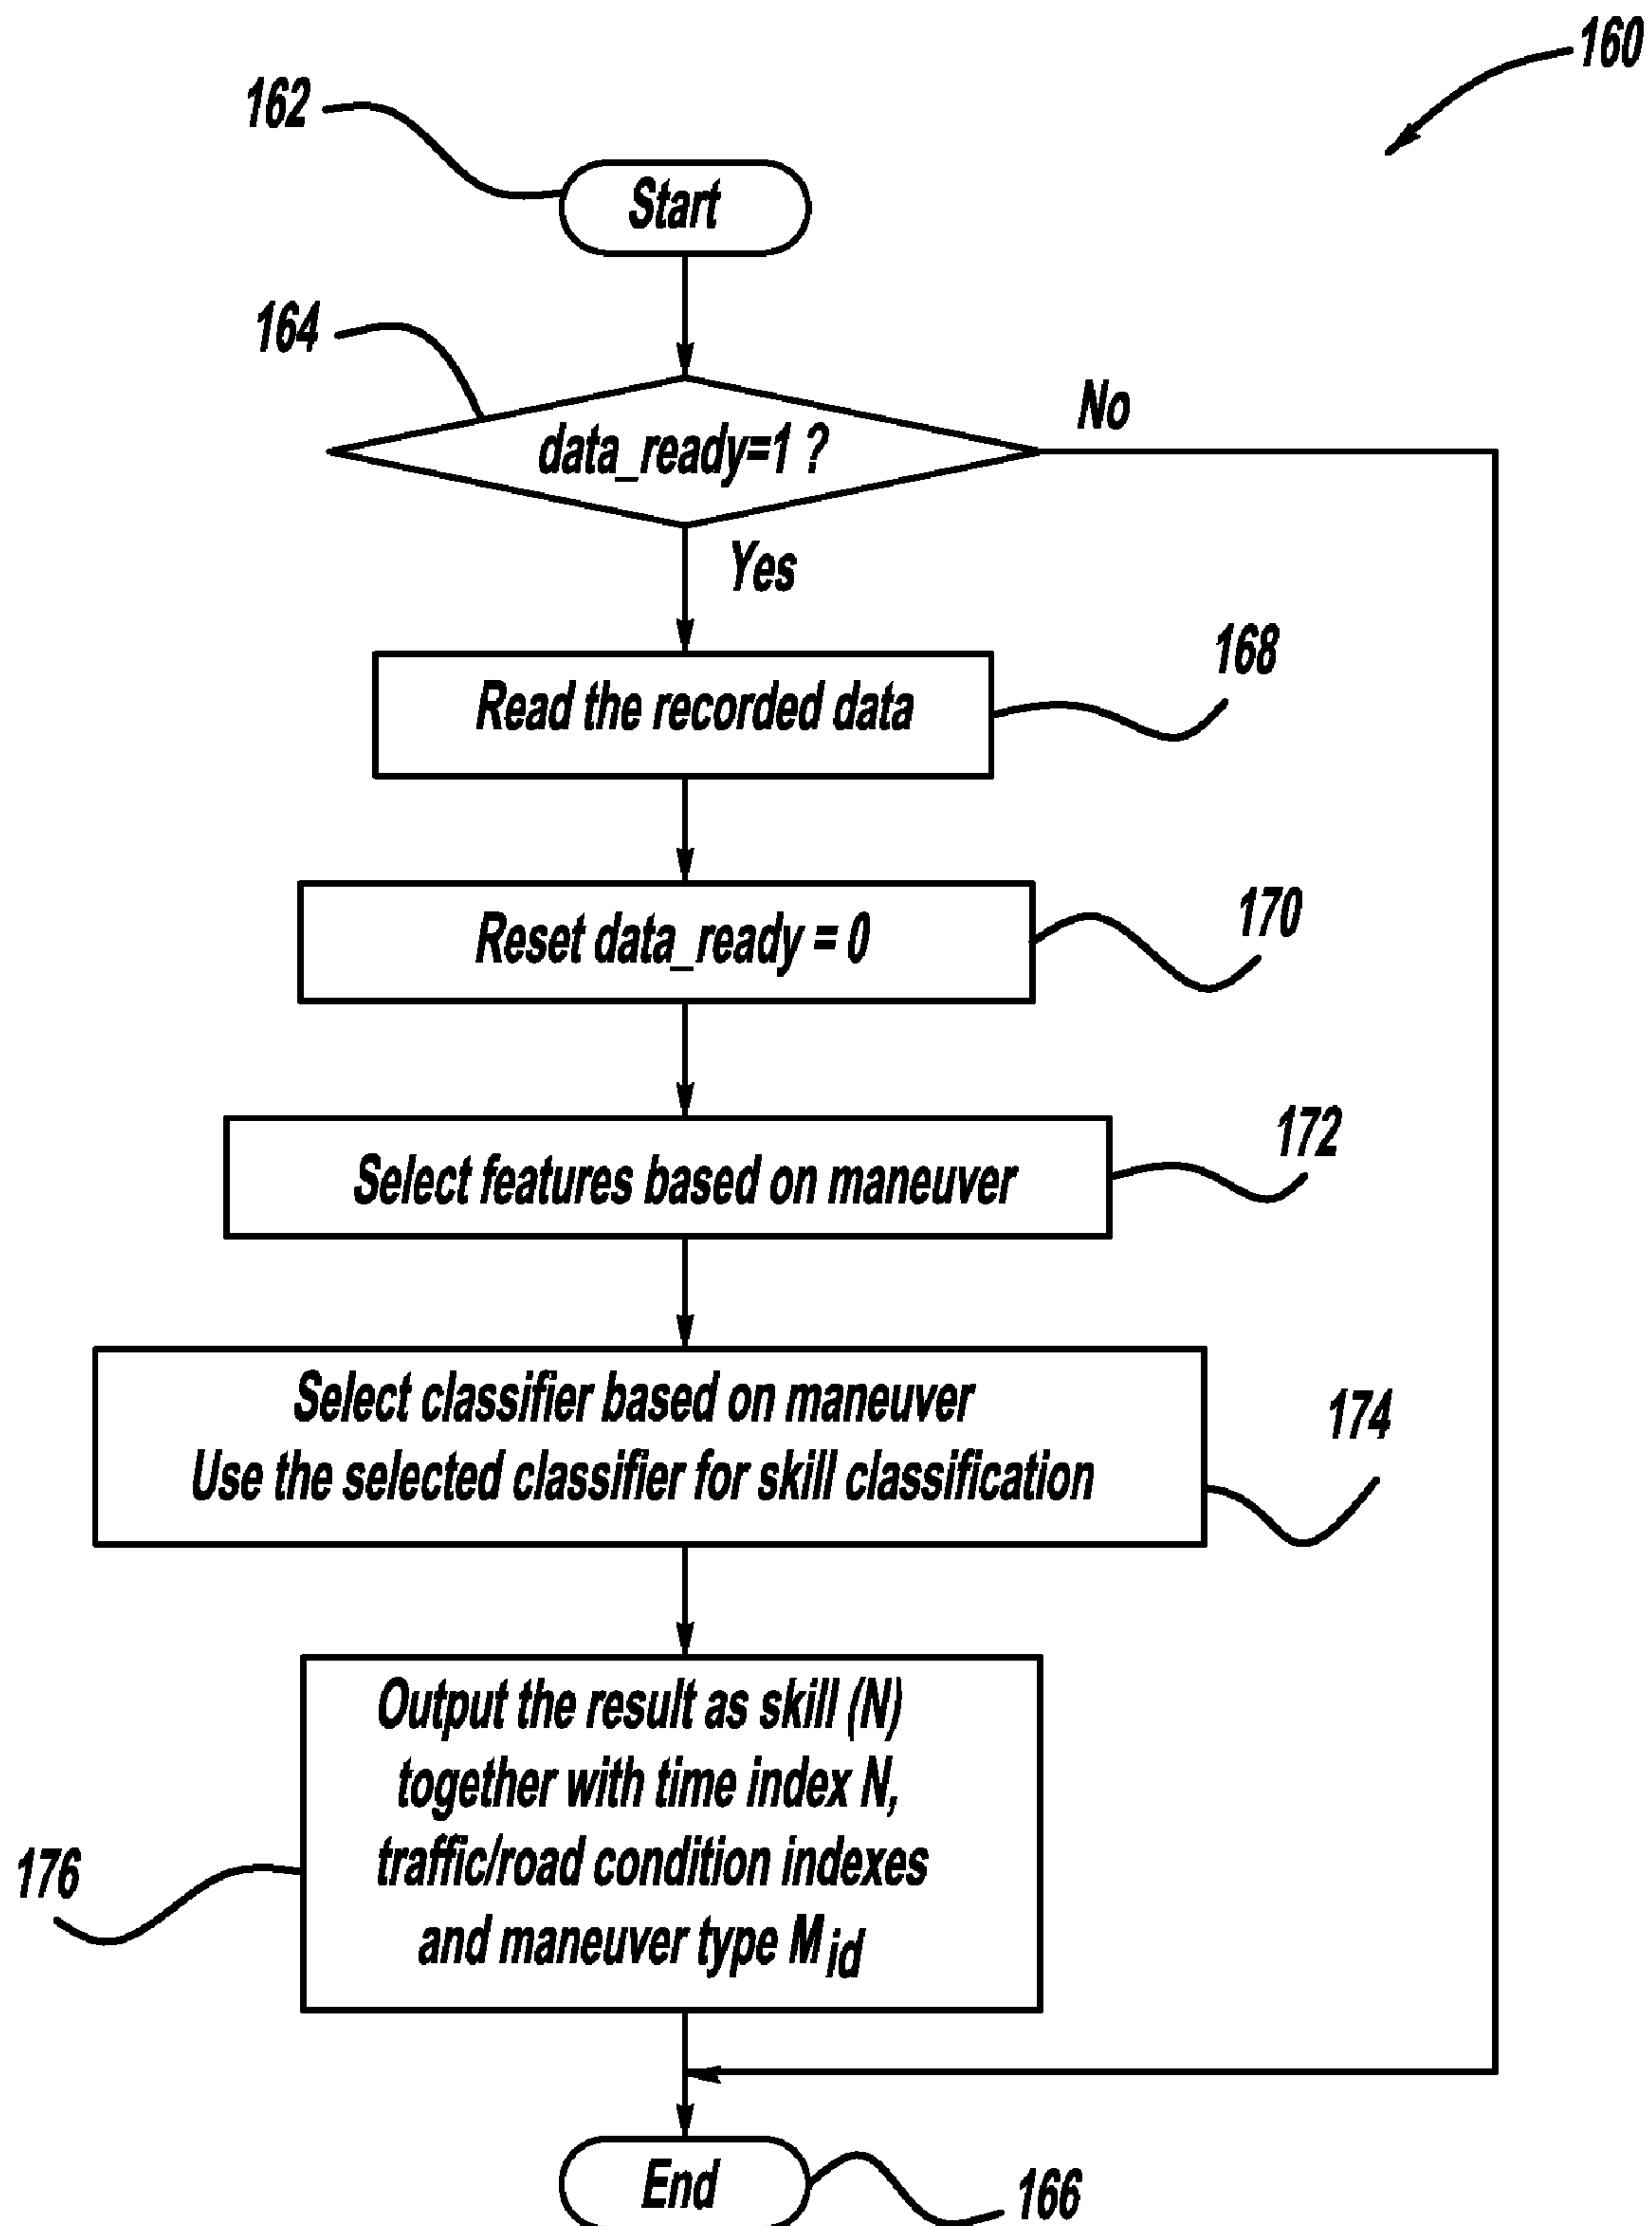 160
162
Start
164
data_ready=1 ?
No
Yes
168
Read the recorded data
170
Reset data_ready = 0
172
Select features based on maneuver
174
Select classifier based on maneuver
Use the selected classifier for skill classification
176
Output the result as skill (N)
together with time index N,
traffic/road condition indexes
and maneuver type M id
End
166